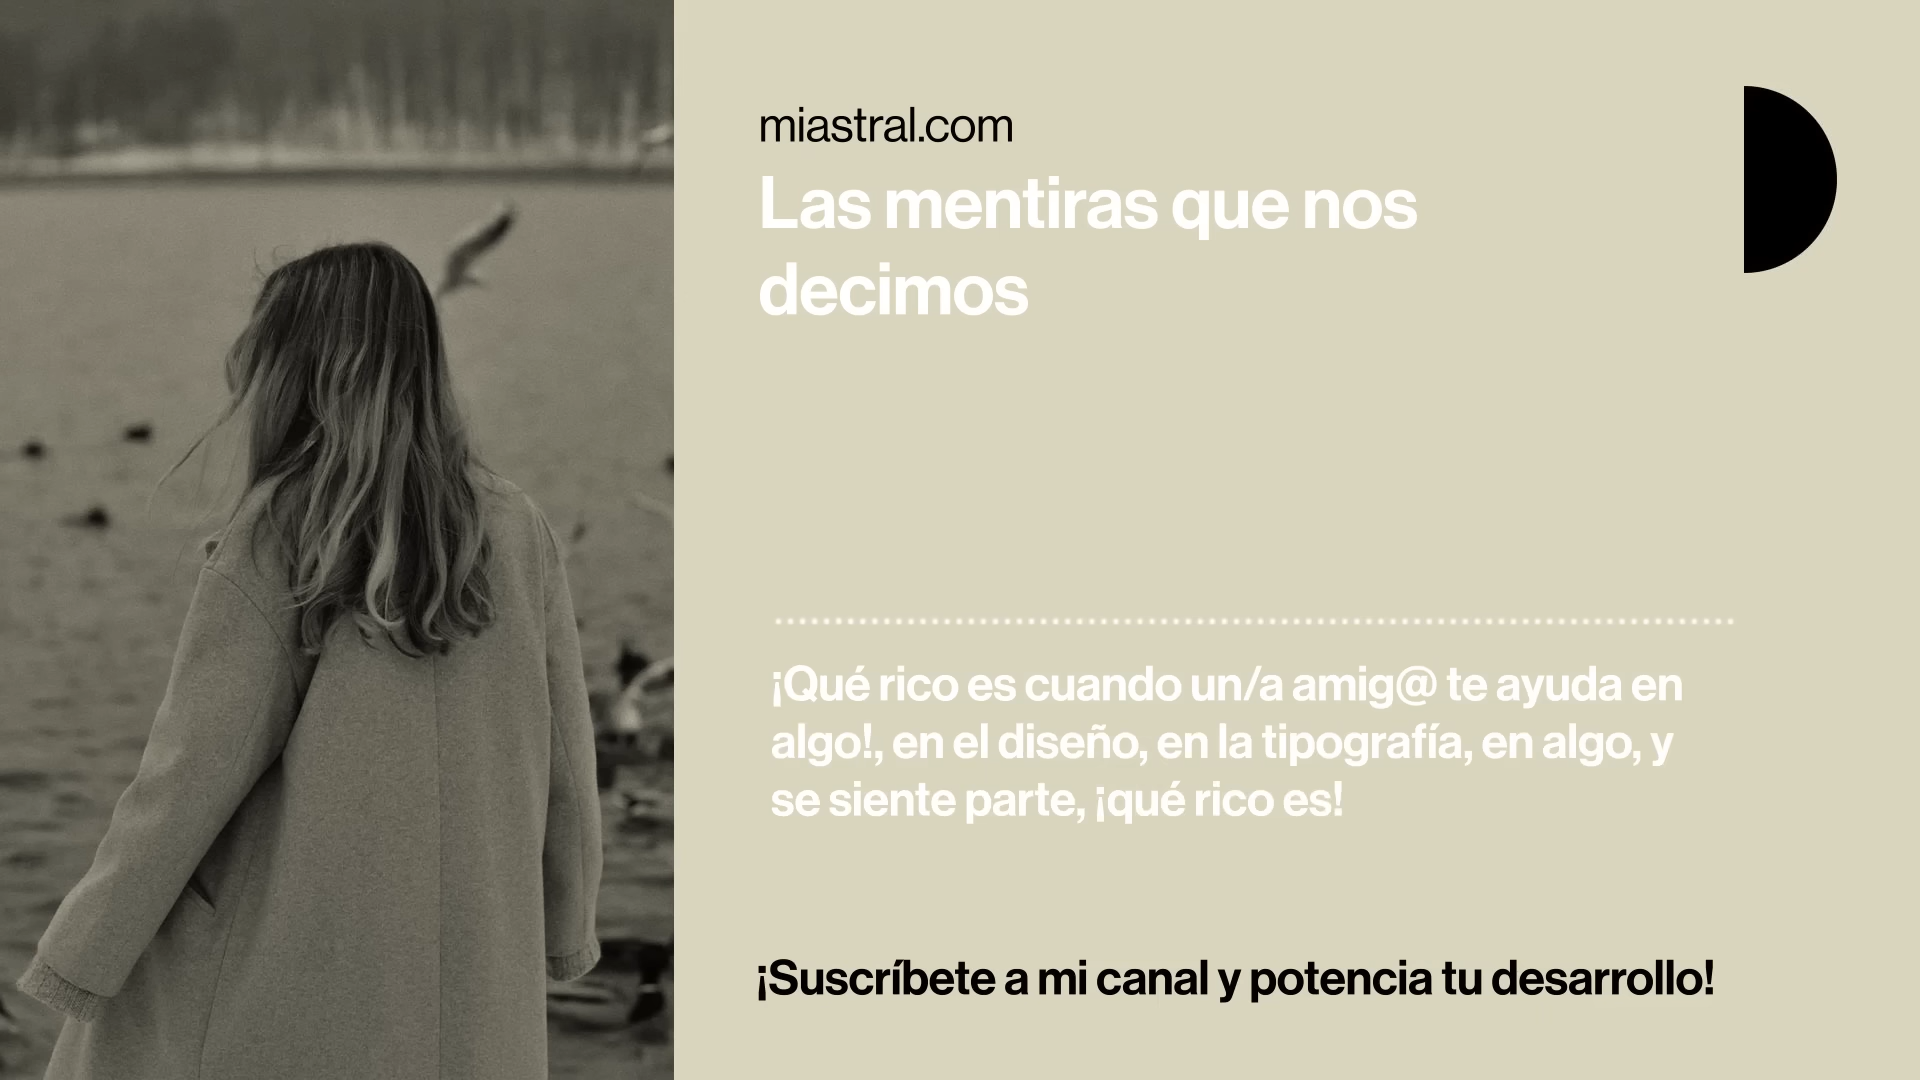 miastral.com
Las mentiras que nos
decimos
¡Qué rico es cuando un/a amig@ te ayuda en
algo!, en el diseño, en la tipografía, en algo, y
se siente parte, ¡qué rico es!
¡Suscríbete a mi canal y potencia tu desarrollo!